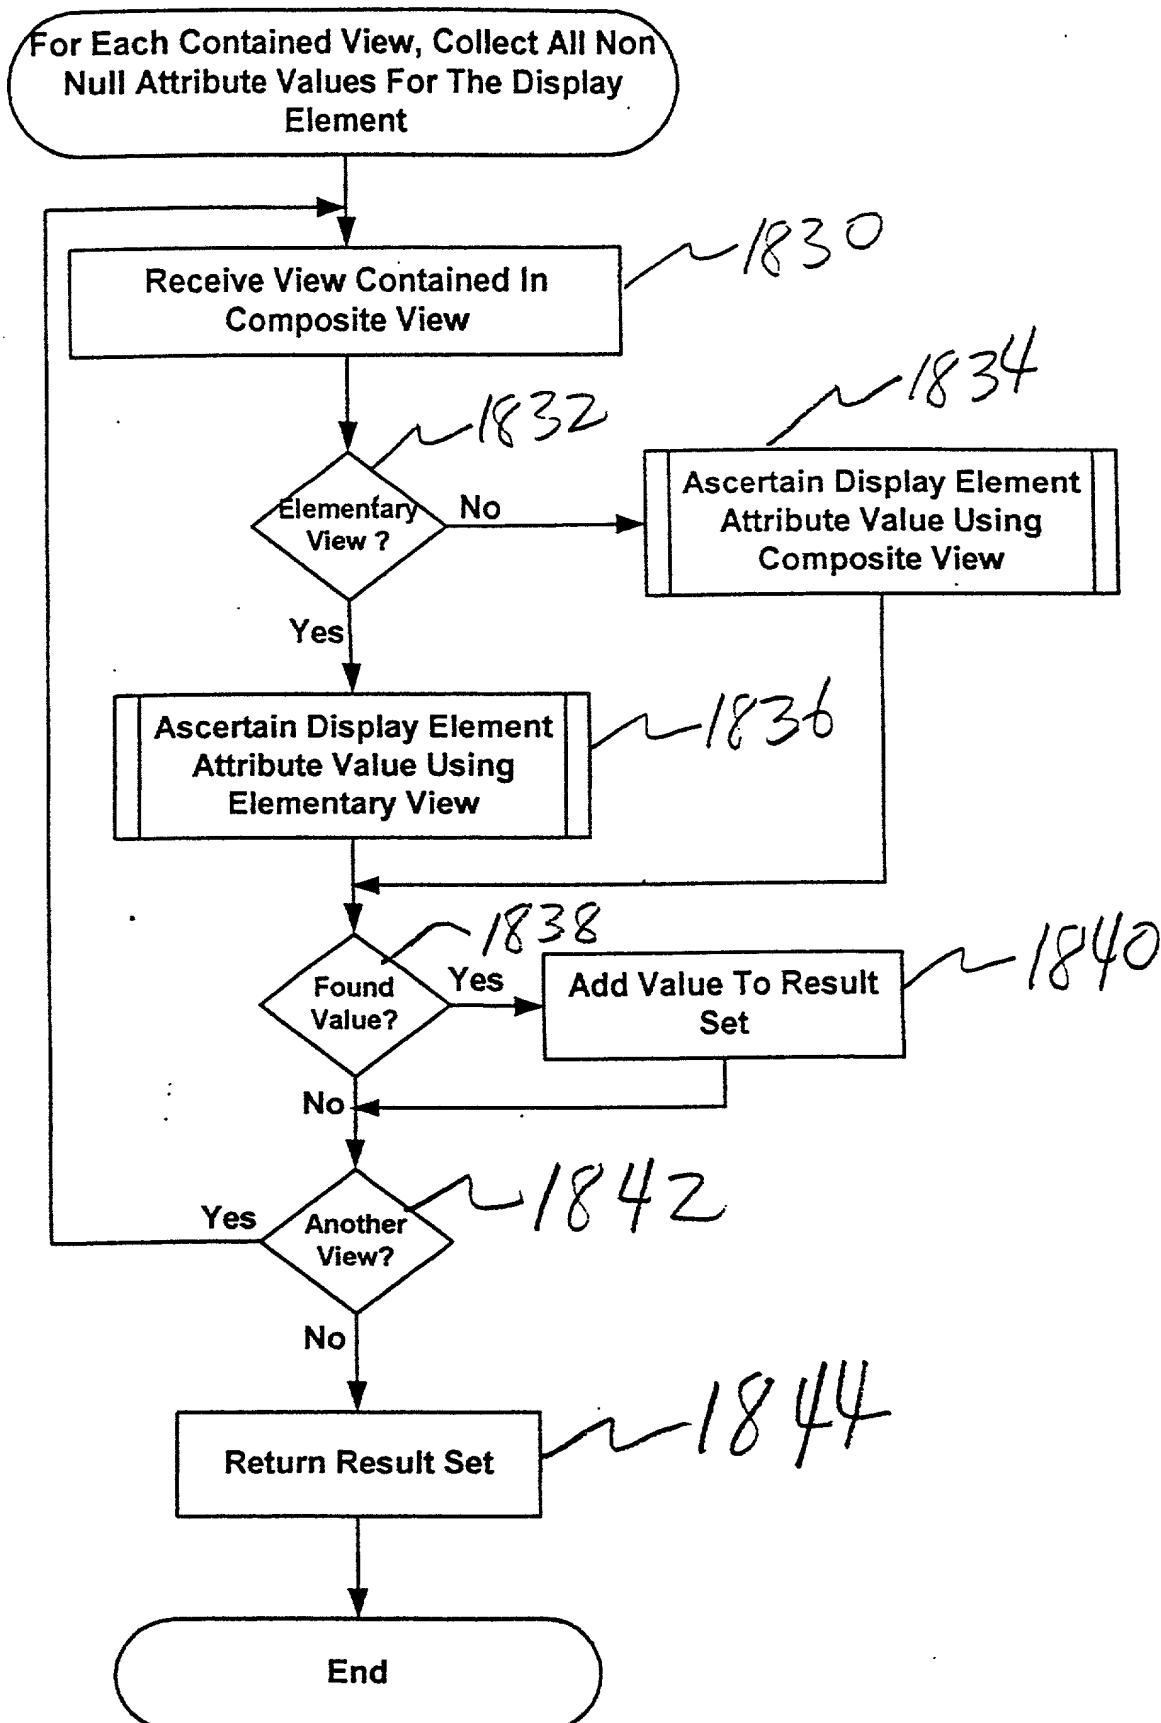 For Each Contained View, Collect All Non
Null Attribute Values For The Display
Element
1830
Receive View Contained In
Composite View
1832
1834
Elementary
View ?
No
Ascertain Display Element
Attribute Value Using
Composite View
Yes
1836
Ascertain Display Element
Attribute Value Using
Elementary View
1838
1840
Found
Value?
Yes
Add Value To Result
Set
No
1842
Yes
Another
View?
No
1844
Return Result Set
End